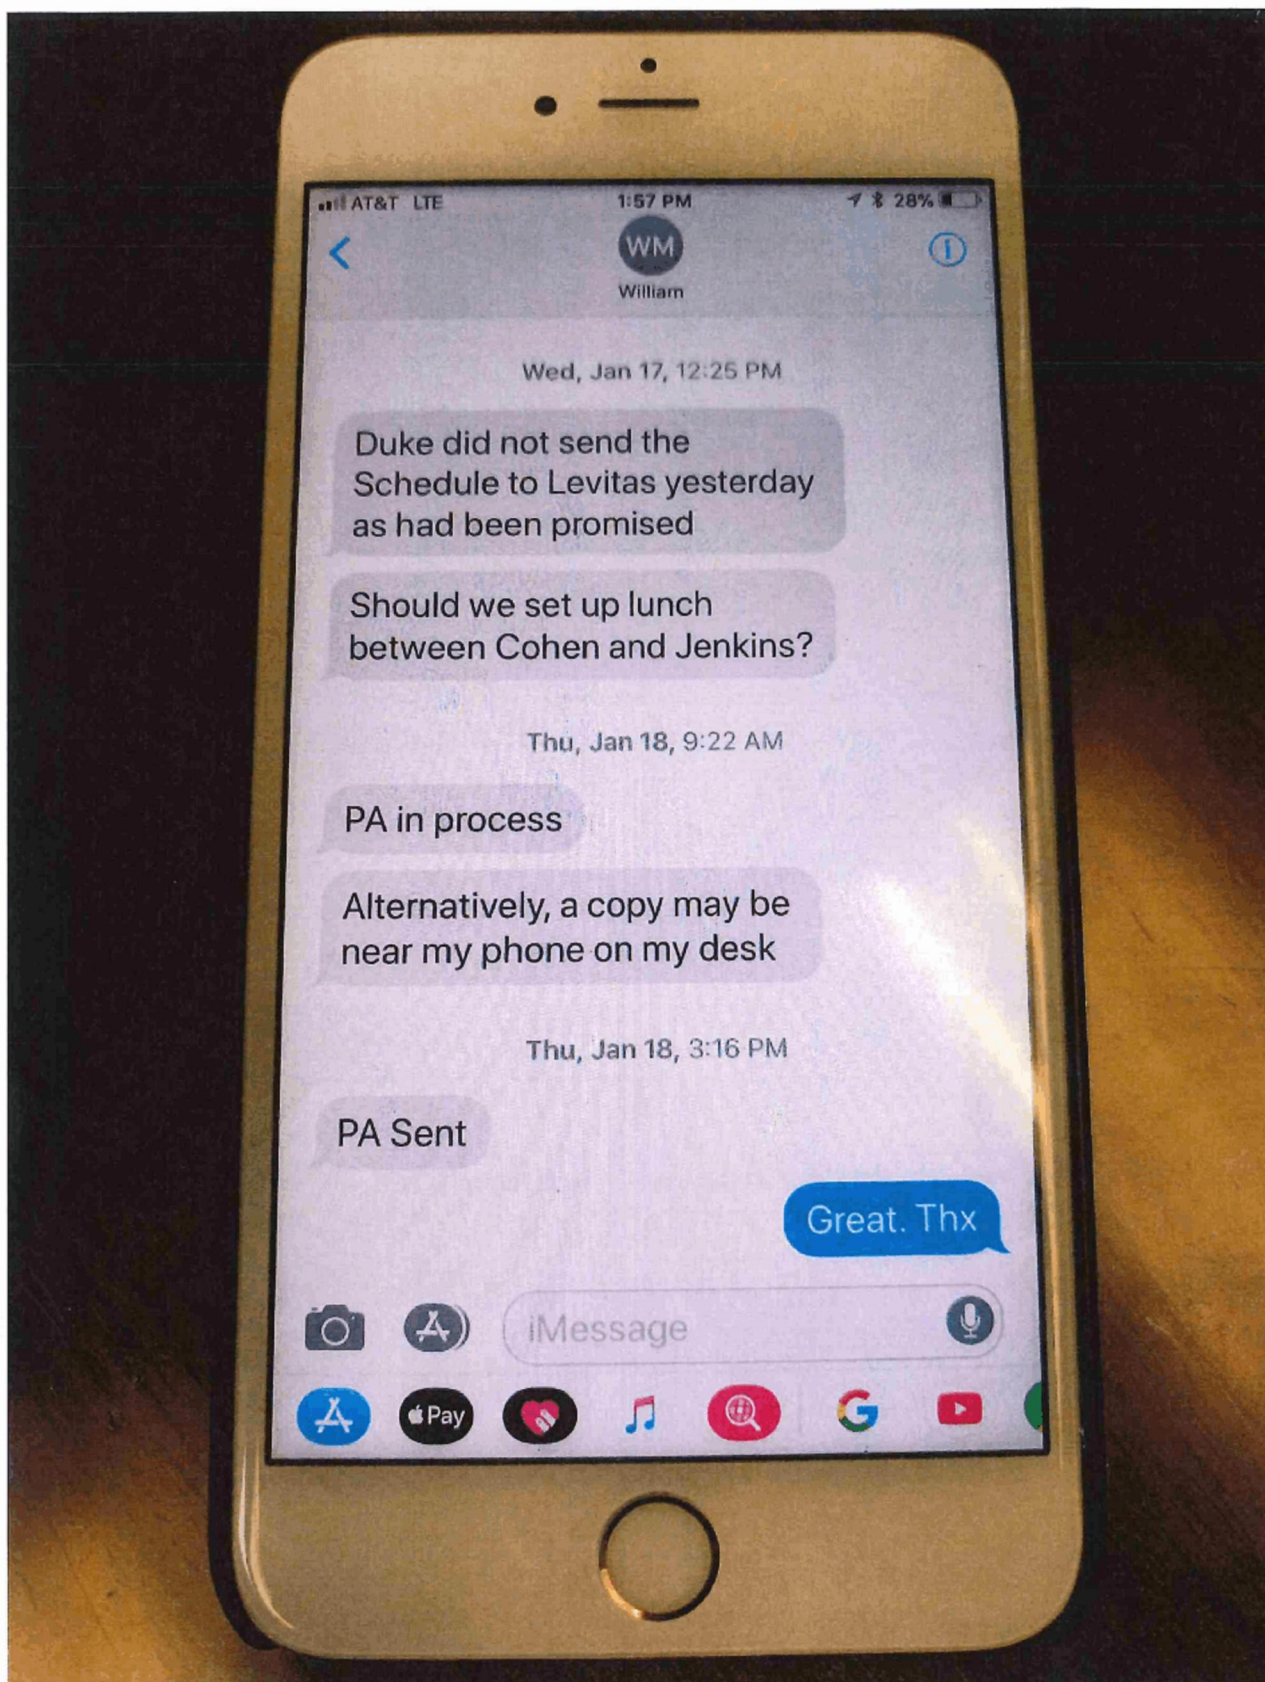 AT&T LTE 1:57 PM 28%
WM
William
Wed, Jan 17, 12:25 PM
Duke did not send the
Schedule to Levitas yesterday
as had been promised
Should we set up lunch
between Cohen and Jenkins?
Thu, Jan 18, 9:22 AM
PA in process
Alternatively, a copy may be
near my phone on my desk
Thu, Jan 18, 3:16 PM
PA Sent
Great. Thx
iMessage
Pay